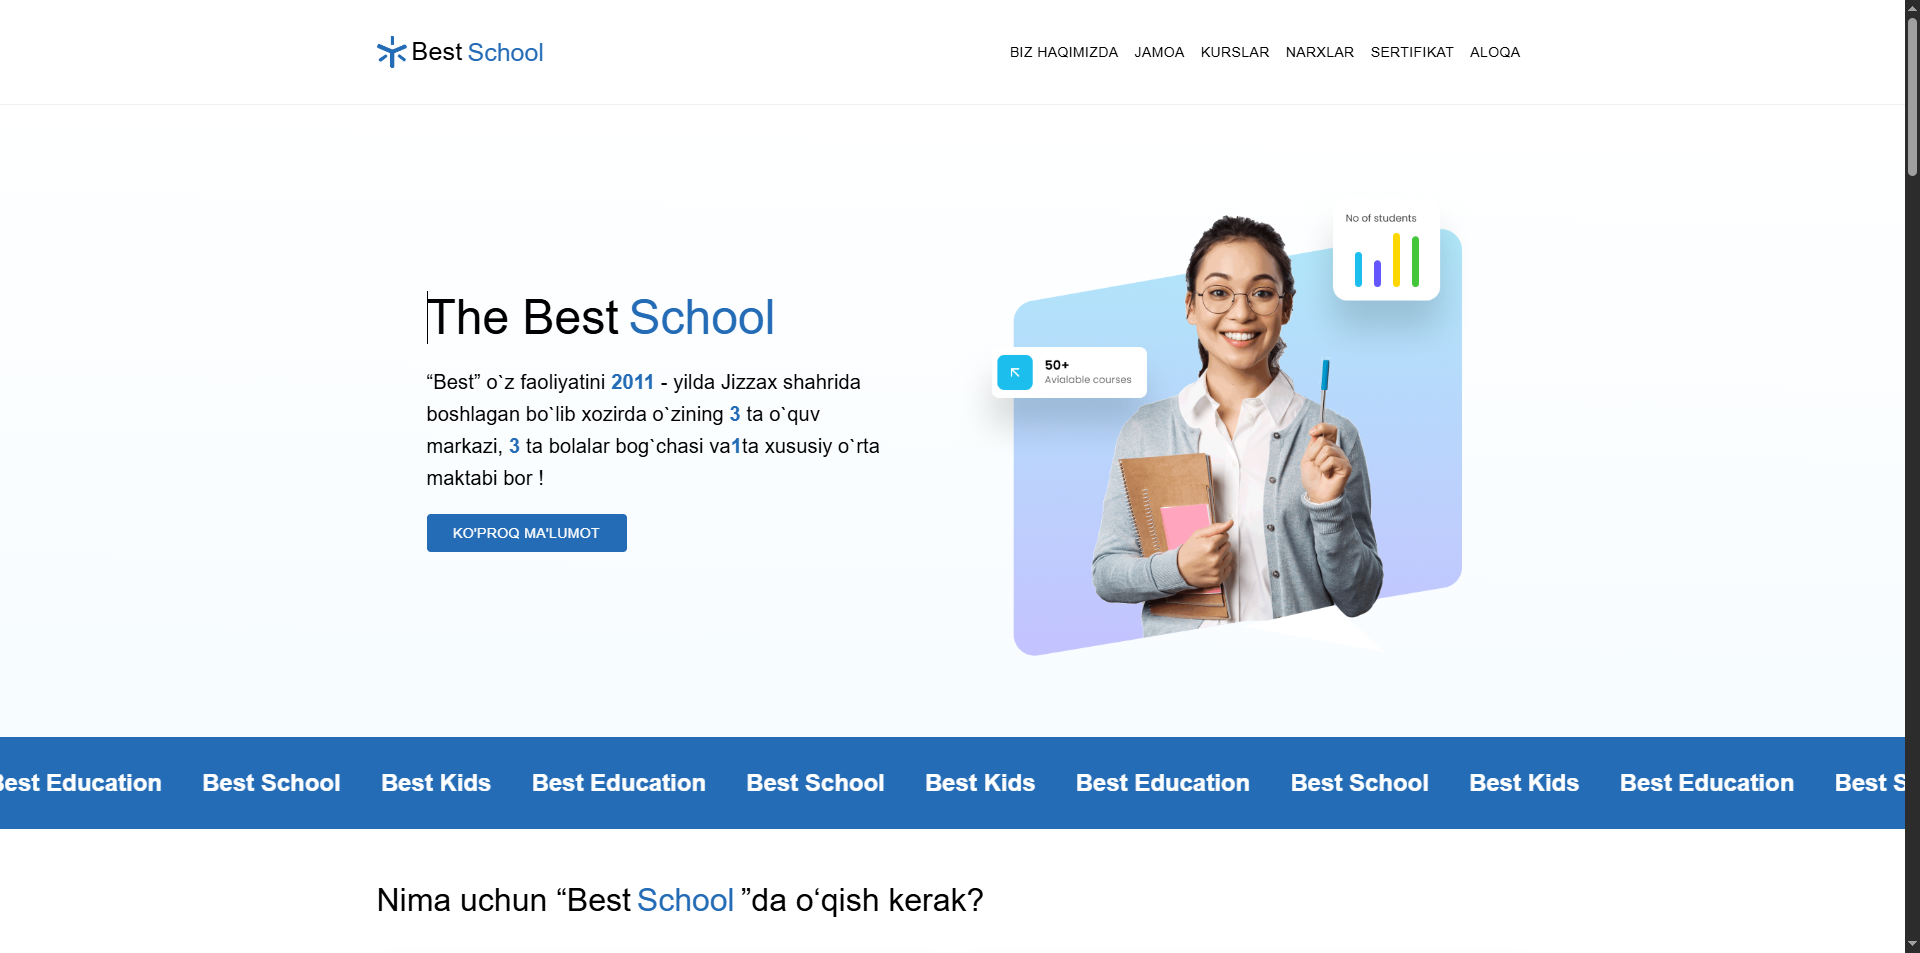 Best School
BIZ HAQIMIZDA JAMOA KURSLAR NARXLAR SERTIFIKAT ALOQA
The Best School
“Best” o`z faoliyatini 2011 - yilda Jizzax shahrida
boshlagan bo`lib xozirda o`zining 3 ta o`quv
markazi, 3 ta bolalar bog`chasi va1ta xususiy o`rta
maktabi bor !
KO'PROQ MA'LUMOT
No of students
50+
Avialable courses
Best Education Best School Best Kids Best Education Best School Best Kids Best Education Best School Best Kids Best Education Best S
Nima uchun “Best School ”da o‘qish kerak?